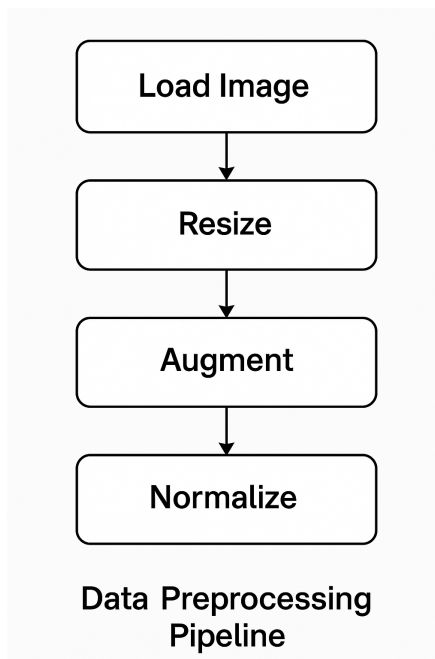 Load Image
Resize
Augment
Normalize
Data Preprocessing
Pipeline